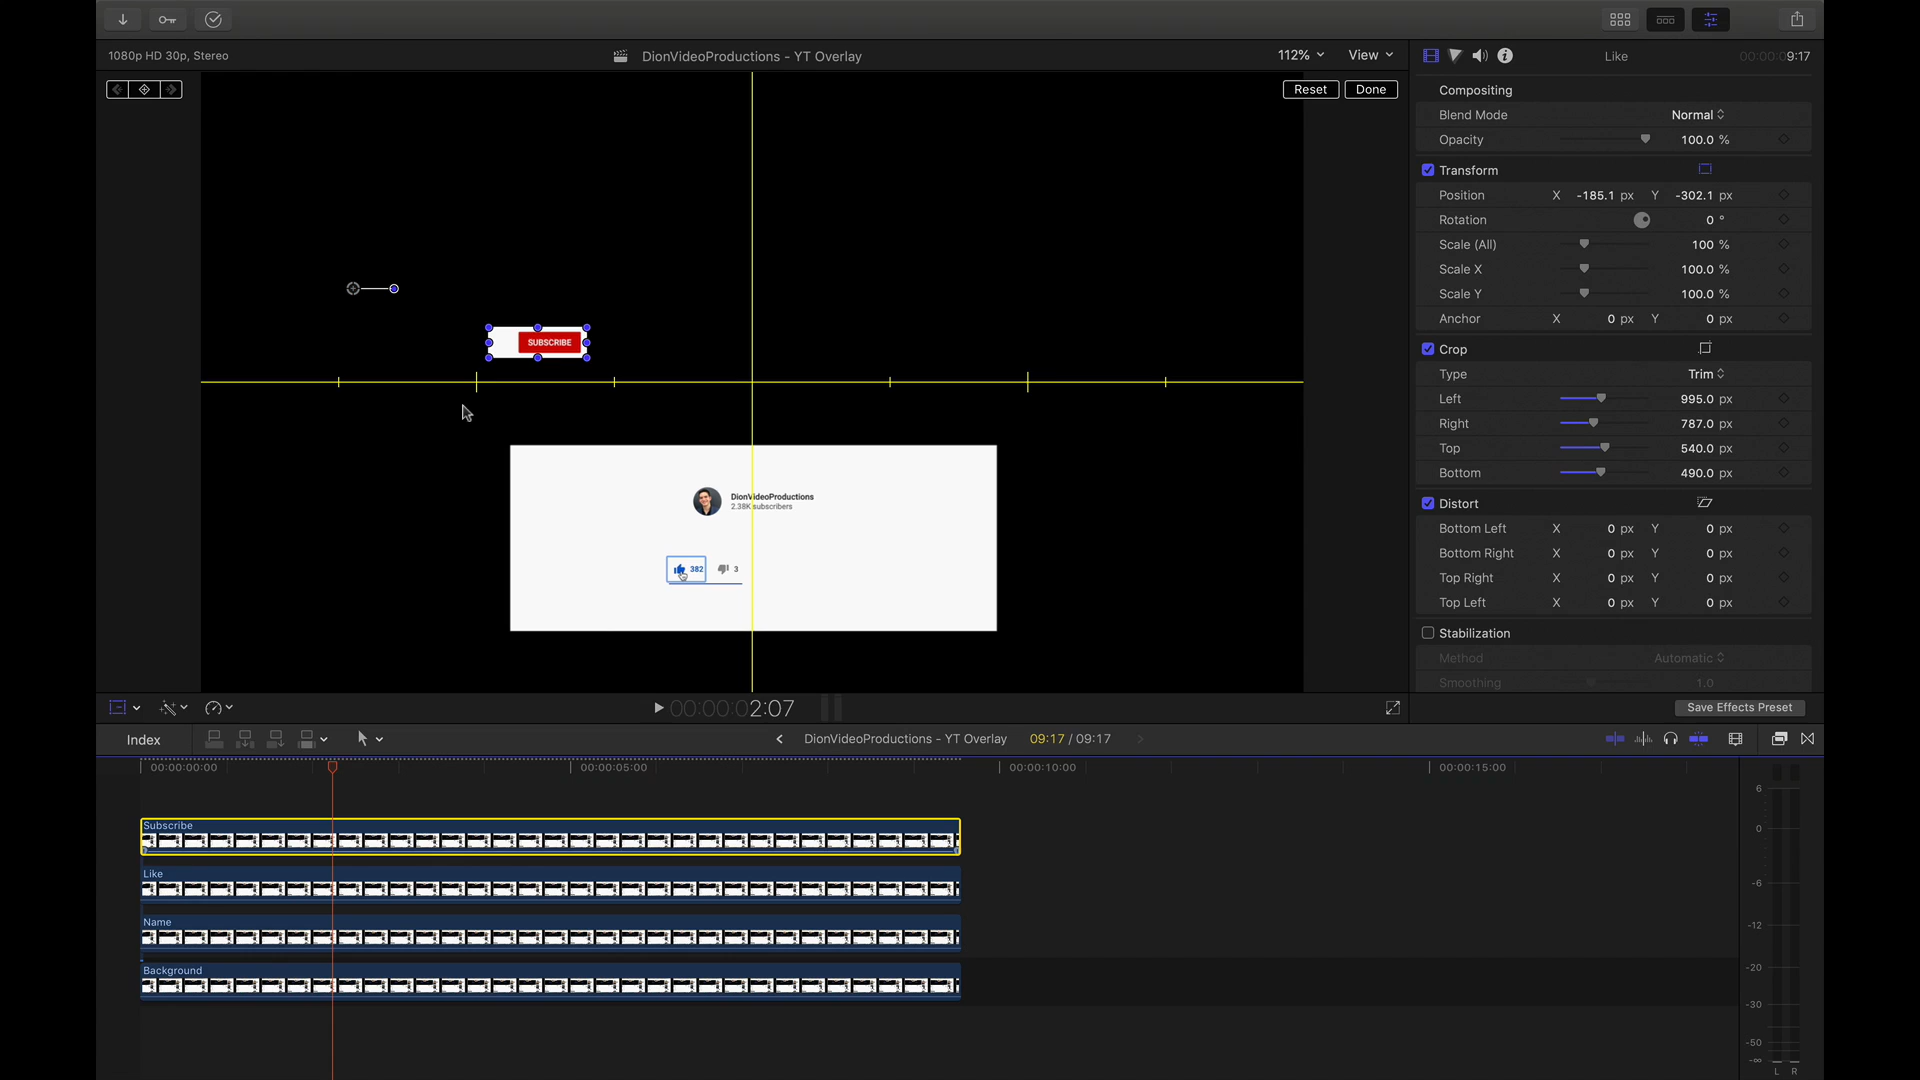 1080p HD 30p, Stereo
DionVideoProductions - YT Overlay
112%
View
Like
00:00:09:17
Reset
Done
Compositing
Blend Mode
Normal
Opacity
100.0 %
Transform
Position X -185.1 px Y -302.1 px
Rotation 0 °
Scale (All) 100 %
Scale X 100.0 %
Scale Y 100.0 %
Anchor X 0 px Y 0 px
Crop
Type Trim
Left 995.0 px
Right 787.0 px
Top 540.0 px
Bottom 490.0 px
Distort
Bottom Left X 0 px Y 0 px
Bottom Right X 0 px Y 0 px
Top Right X 0 px Y 0 px
Top Left X 0 px Y 0 px
Stabilization
Method Automatic
Smoothing 1.0
Save Effects Preset
SUBSCRIBE
DionVideoProductions
2.38K subscribers
382
3
00:00:02:07
Index
DionVideoProductions - YT Overlay
09:17 / 09:17
00:00:00:00
00:00:05:00
00:00:10:00
00:00:15:00
Subscribe
Like
Name
Background
6
0
-6
-12
-20
-30
-50
-∞
L R